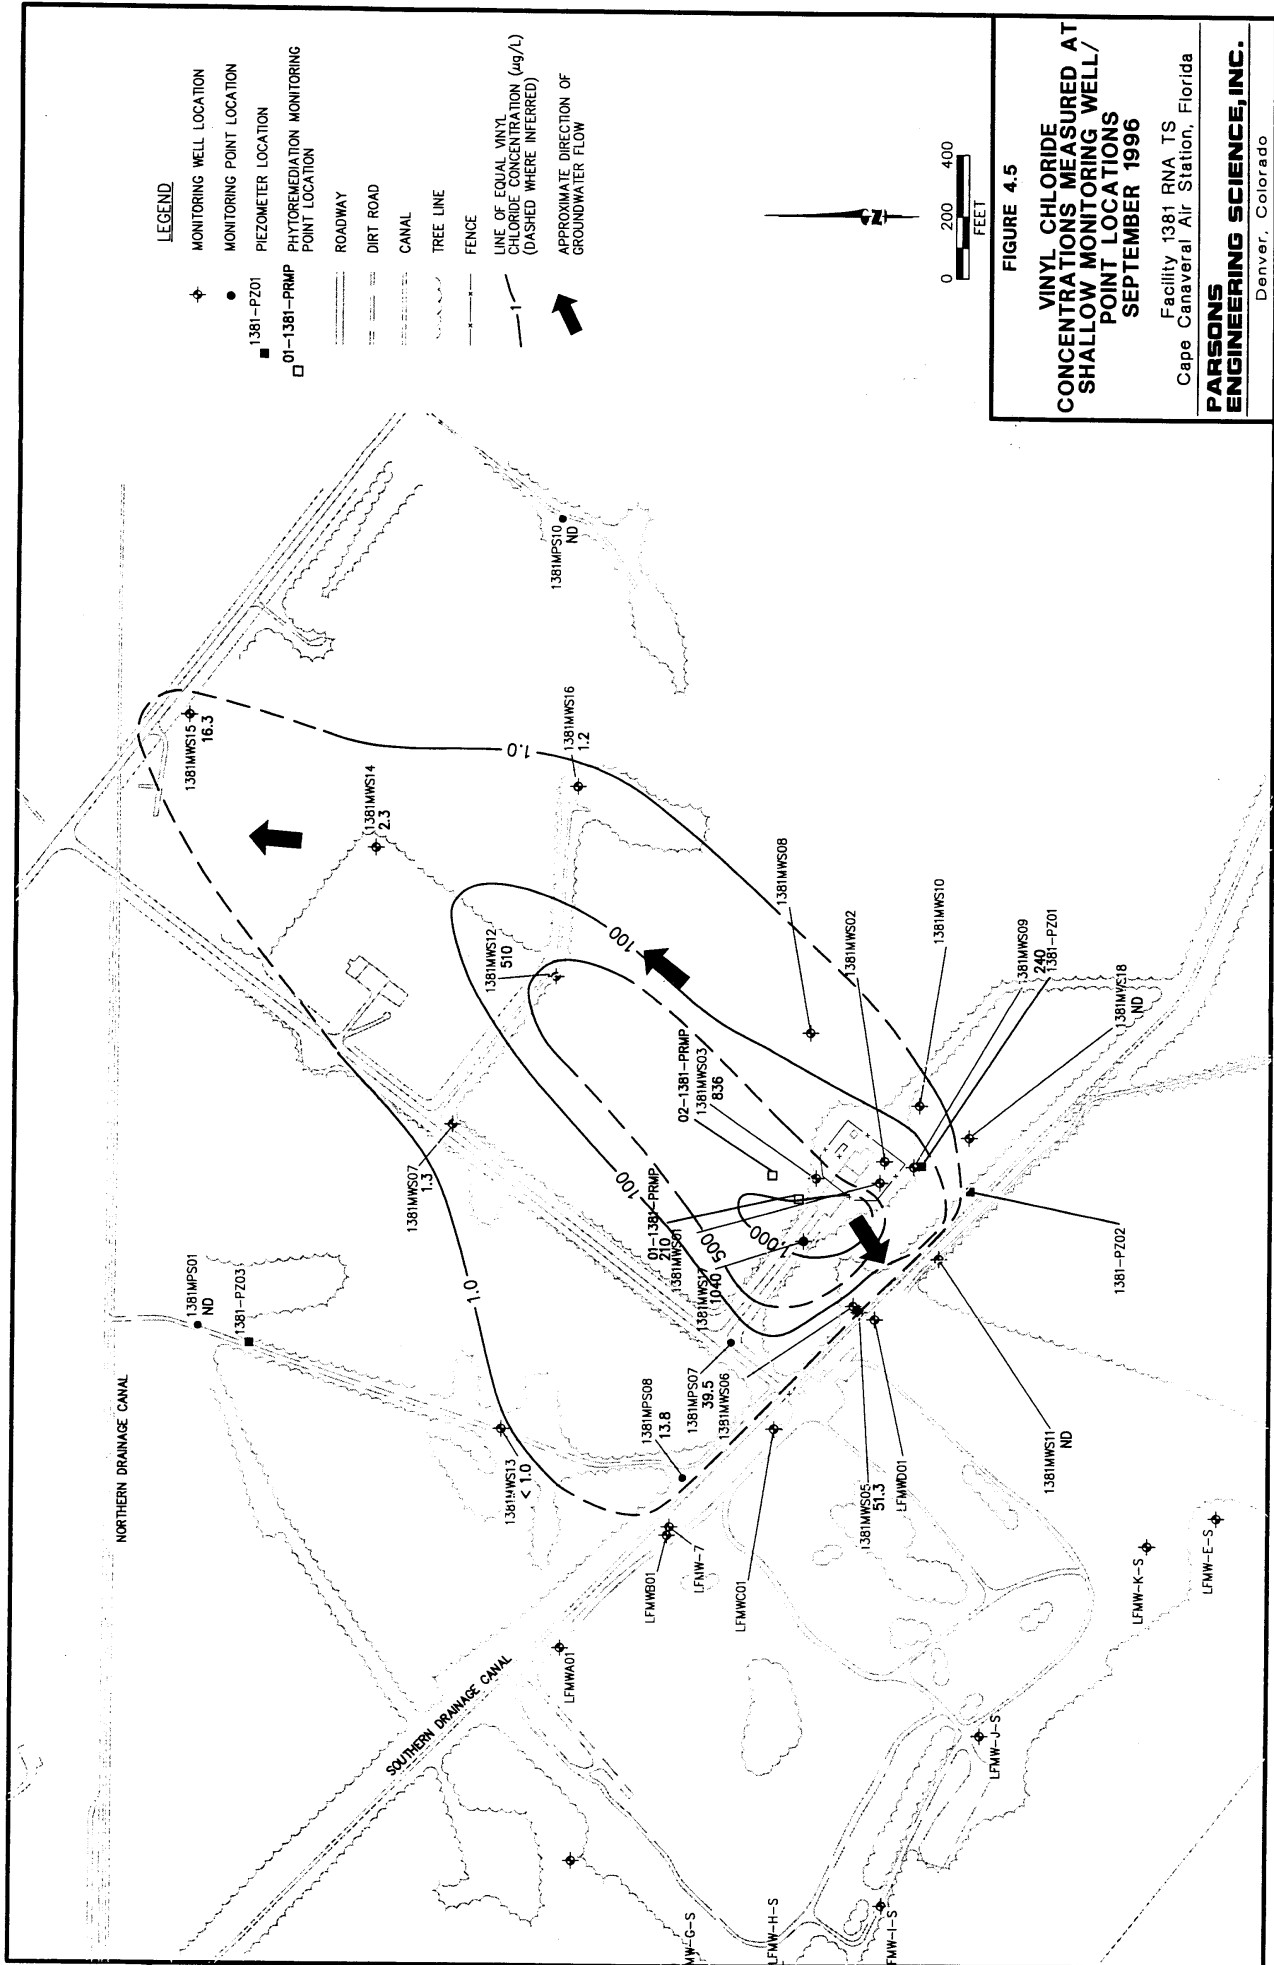 LEGEND
MONITORING WELL LOCATION
MONITORING POINT LOCATION
1381-PZ01
PIEZOMETER LOCATION
01-1381-PRMP
PHYTOREMEDIATION MONITORING
POINT LOCATION
ROADWAY
DIRT ROAD
CANAL
TREE LINE
FENCE
1
LINE OF EQUAL VINYL
CHLORIDE CONCENTRATION (µg/L)
(DASHED WHERE INFERRED)
APPROXIMATE DIRECTION OF
GROUNDWATER FLOW
N
0 200 400
FEET
FIGURE 4.5
VINYL CHLORIDE
CONCENTRATIONS MEASURED AT
SHALLOW MONITORING WELL/
POINT LOCATIONS
SEPTEMBER 1996
Facility 1381 RNA TS
Cape Canaveral Air Station, Florida
PARSONS
ENGINEERING SCIENCE, INC.
Denver, Colorado
NORTHERN DRAINAGE CANAL
SOUTHERN DRAINAGE CANAL
1381MPS10
ND
1381MWS15
16.3
1381MWS14
2.3
1381MWS16
1.2
1.0
1381MWS12
510
100
1381MWS08
1381MWS02
1381MWS10
1381MWS09
240
1381-PZ01
1381MWS18
ND
02-1381-PRMP
1381MWS03
836
01-1381-PRMP
210
1381MWS01
1381MWS17
1040
100
500
1,000
1381MWS07
1.3
1.0
1381MPS01
ND
1381-PZ03
1381-PZ02
1381MPS08
13.8
1381MPS07
39.5
1381MWS06
1381MWS13
< 1.0
1381MWS05
51.3
LFMWD01
1381MWS11
ND
LFMWB01
LFMW-7
LFMWC01
LFMWA01
LFMW-K-S
LFMW-E-S
LFMW-J-S
MW-G-S
LFMW-H-S
FMW-I-S